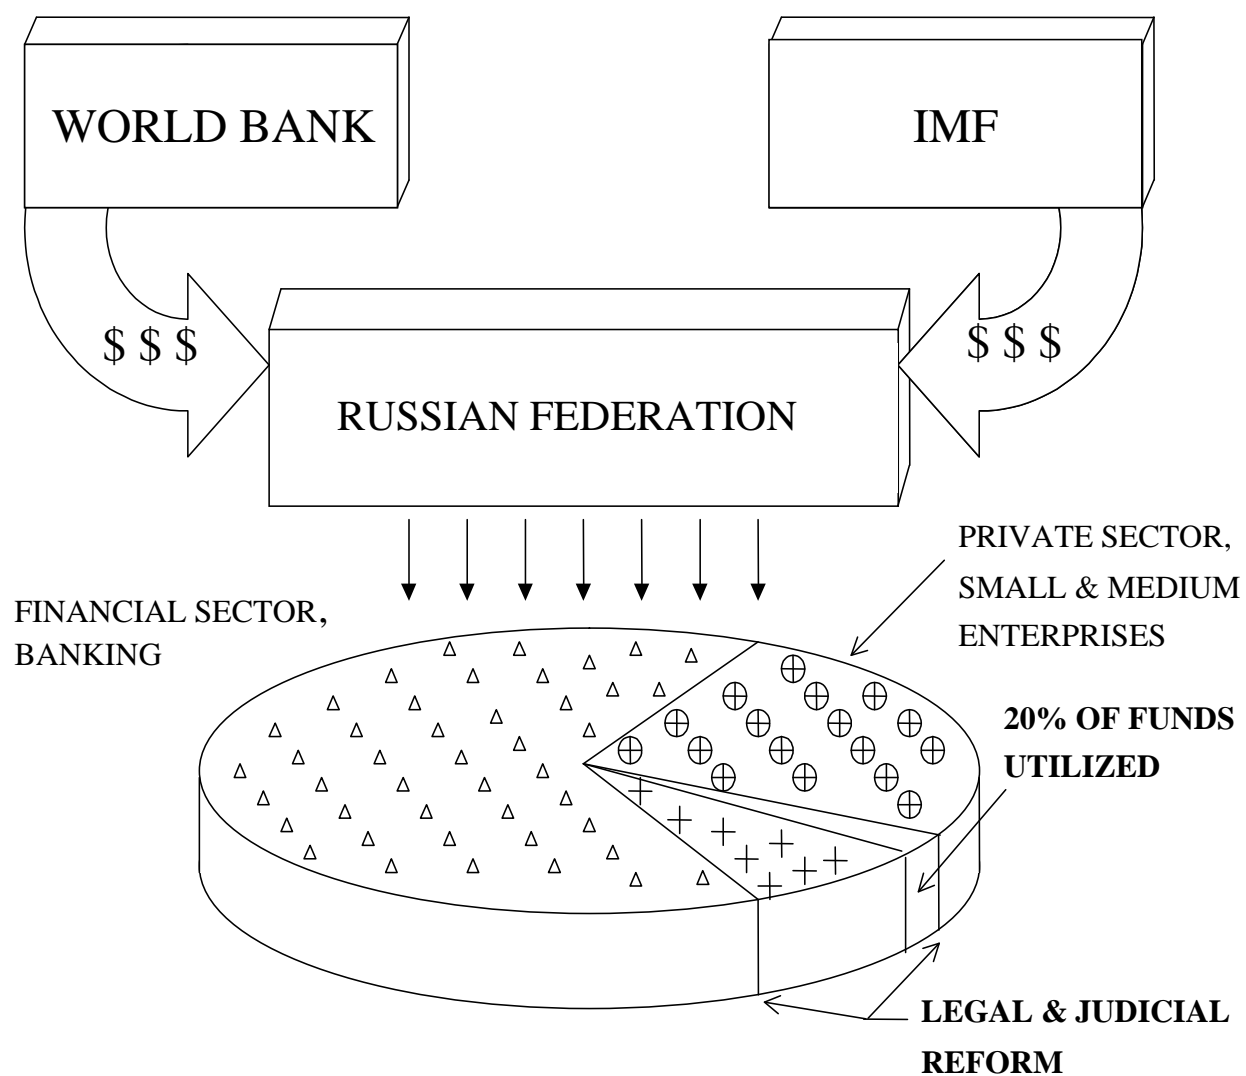 WORLD BANK
IMF
$ $ $
$ $ $
RUSSIAN FEDERATION
PRIVATE SECTOR,
SMALL & MEDIUM
ENTERPRISES
FINANCIAL SECTOR,
BANKING
20% OF FUNDS
UTILIZED
LEGAL & JUDICIAL
REFORM